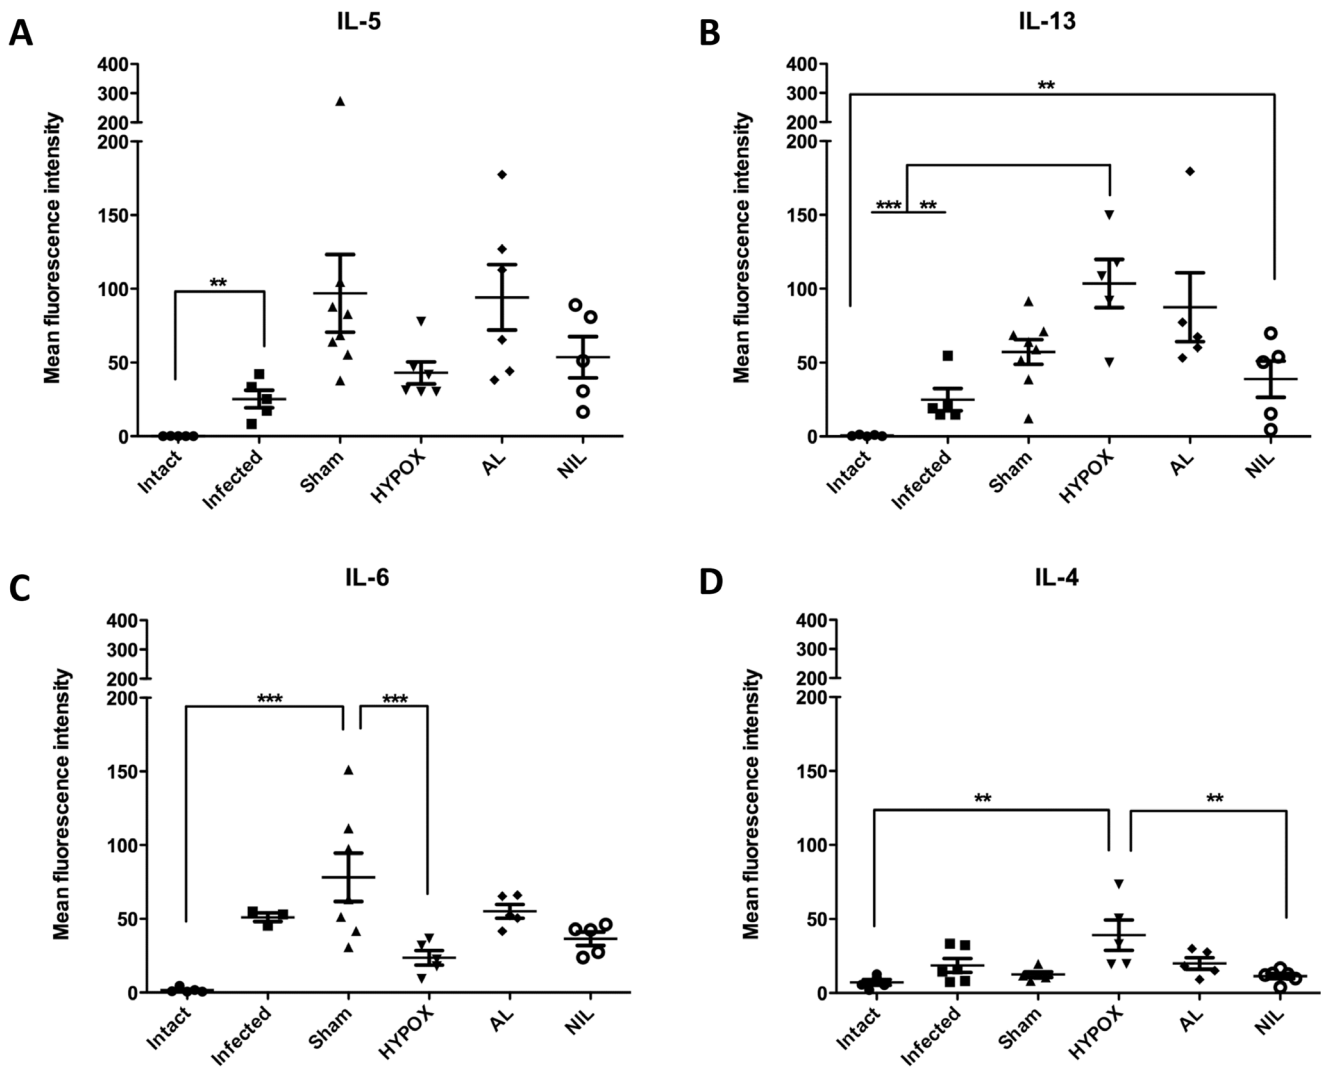 A
IL-5
Mean fluorescence intensity
400
300
200
200
150
100
50
0
**
Intact
Infected
Sham
HYPOX
AL
NIL
B
IL-13
Mean fluorescence intensity
400
300
200
200
150
100
50
0
**
*** **
Intact
Infected
Sham
HYPOX
AL
NIL
C
IL-6
Mean fluorescence intensity
400
300
200
200
150
100
50
0
*** ***
Intact
Infected
Sham
HYPOX
AL
NIL
D
IL-4
Mean fluorescence intensity
400
300
200
200
150
100
50
0
** **
Intact
Infected
Sham
HYPOX
AL
NIL